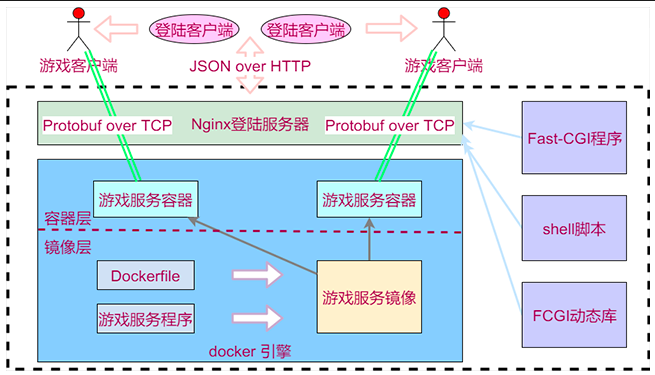 登陆客户端
登陆客户端
游戏客户端
JSON over HTTP
游戏客户端
Protobuf over TCP
Nginx登陆服务器
Protobuf over TCP
Fast-CGI程序
游戏服务容器
游戏服务容器
容器层
shell脚本
镜像层
Dockerfile
游戏服务镜像
游戏服务程序
FCGI动态库
docker 引擎